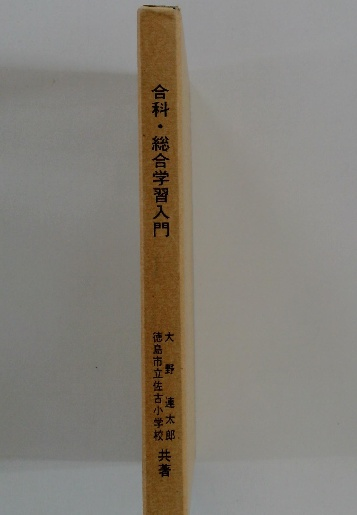 合科・総合学習入門
大野連太郎
徳島市立佐古小学校
共著